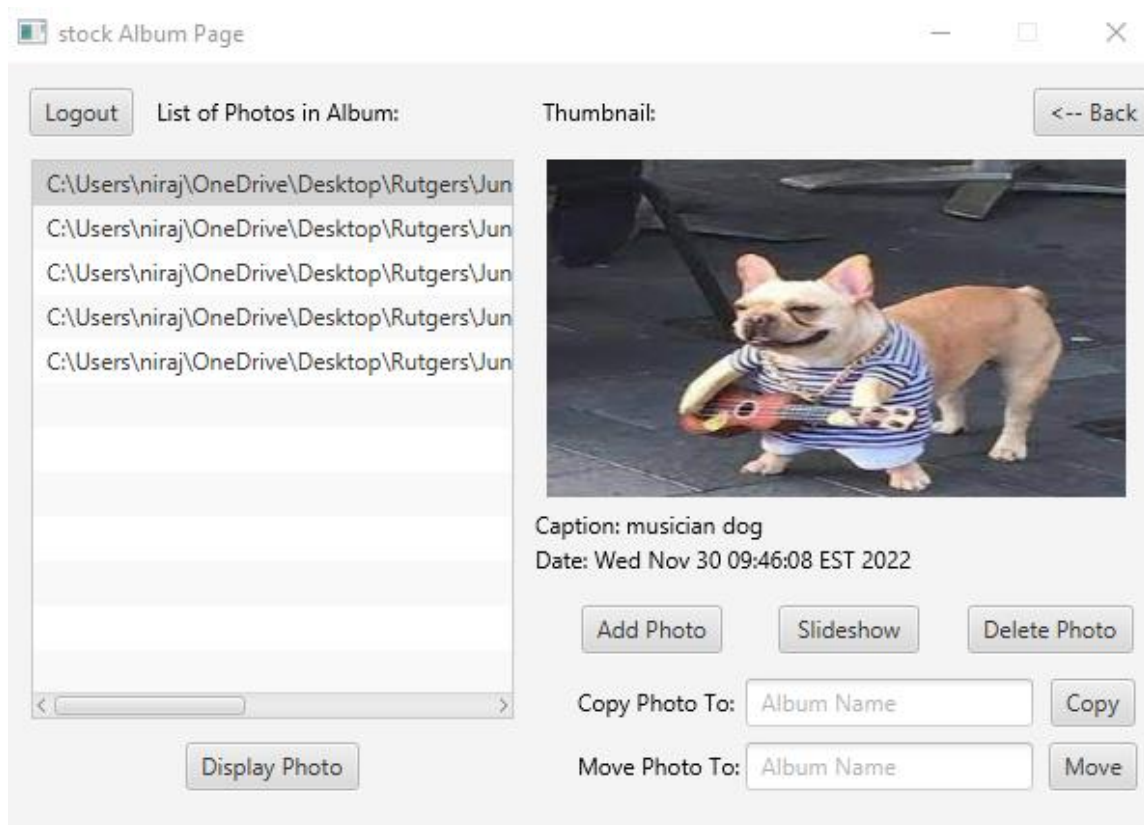 stock Album Page
Logout
List of Photos in Album:
Thumbnail:
<-- Back
C:\Users\niraj\OneDrive\Desktop\Rutgers\Jun
C:\Users\niraj\OneDrive\Desktop\Rutgers\Jun
C:\Users\niraj\OneDrive\Desktop\Rutgers\Jun
C:\Users\niraj\OneDrive\Desktop\Rutgers\Jun
C:\Users\niraj\OneDrive\Desktop\Rutgers\Jun
Caption: musician dog
Date: Wed Nov 30 09:46:08 EST 2022
Add Photo
Slideshow
Delete Photo
Copy Photo To:
Album Name
Copy
Display Photo
Move Photo To:
Album Name
Move